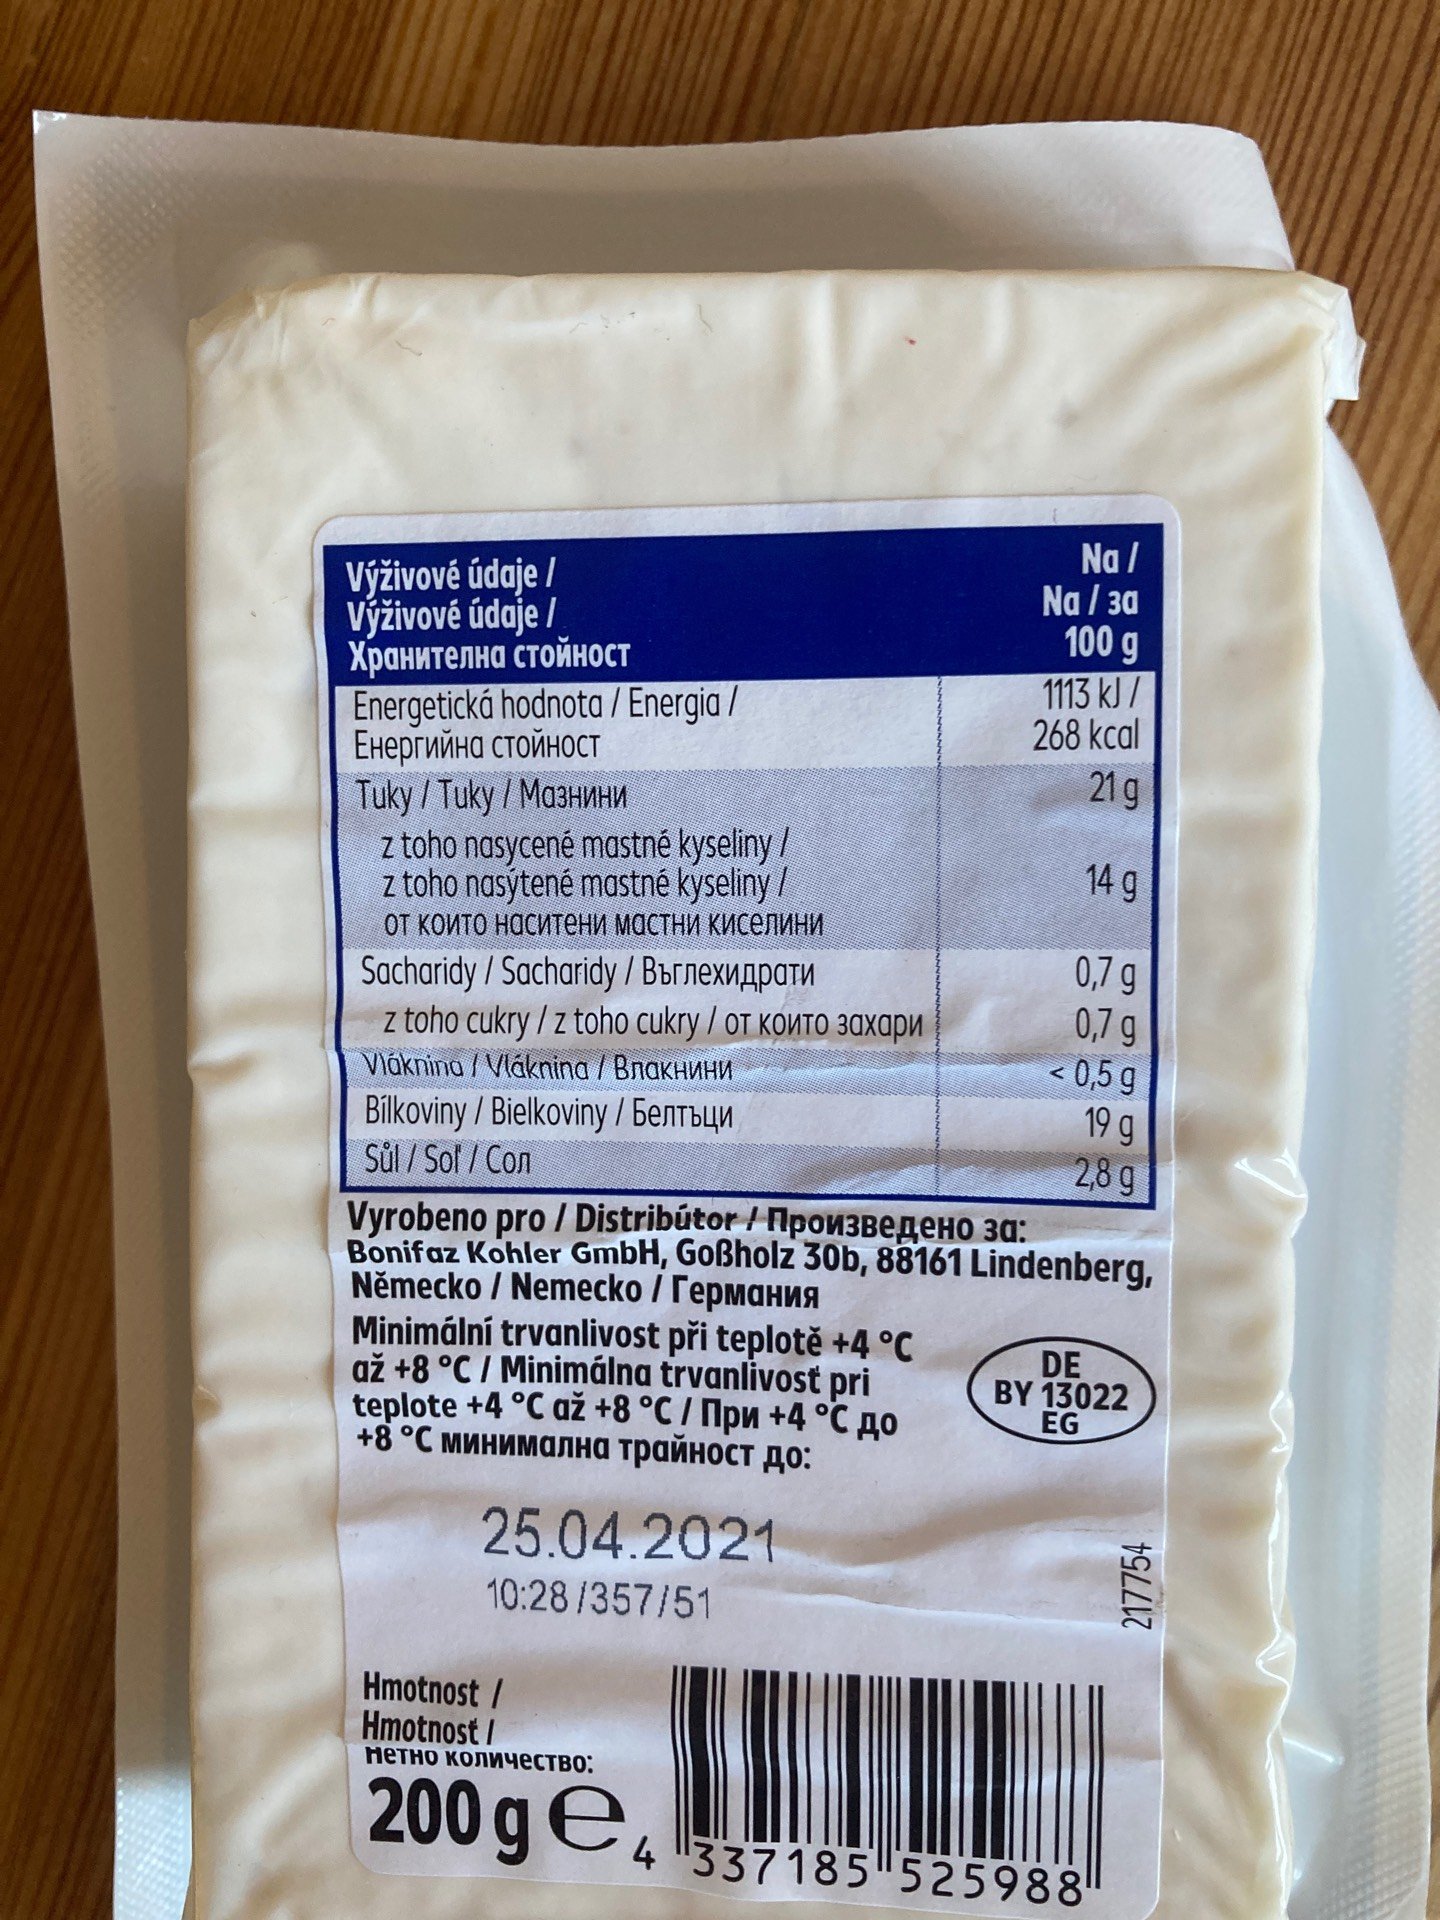 Výživové údaje /
Výživové údaje /
Хранителна стойност
Na /
Na / за
100 g
Energetická hodnota / Energia /
Енергийна стойност
1113 kJ /
268 kcal
Tuky / Tuky / Мазнини 21 g
z toho nasycené mastné kyseliny /
z toho nasýtené mastné kyseliny /
от които наситени мастни киселини
14 g
Sacharidy / Sacharidy / Въглехидрати 0,7 g
z toho cukry / z toho cukry / от които захари 0,7 g
Vláknina / Vláknina / Влакнини < 0,5 g
Bílkoviny / Bielkoviny / Белтъци 19 g
Sůl / Soľ / Сол 2,8 g
Vyrobeno pro / Distribútor / Произведено за:
Bonifaz Kohler GmbH, Goßholz 30b, 88161 Lindenberg,
Německo / Nemecko / Германия
Minimální trvanlivost při teplotě +4 °C
až +8 °C / Minimálna trvanlivosť pri
teplote +4 °C až +8 °C / При +4 °C до
+8 °C минимална трайност до:
DE
BY 13022
EG
25.04.2021
10:28 /357/51
217754
Hmotnost /
Hmotnosť /
Нетно количество:
200 g e
4 337185 525988